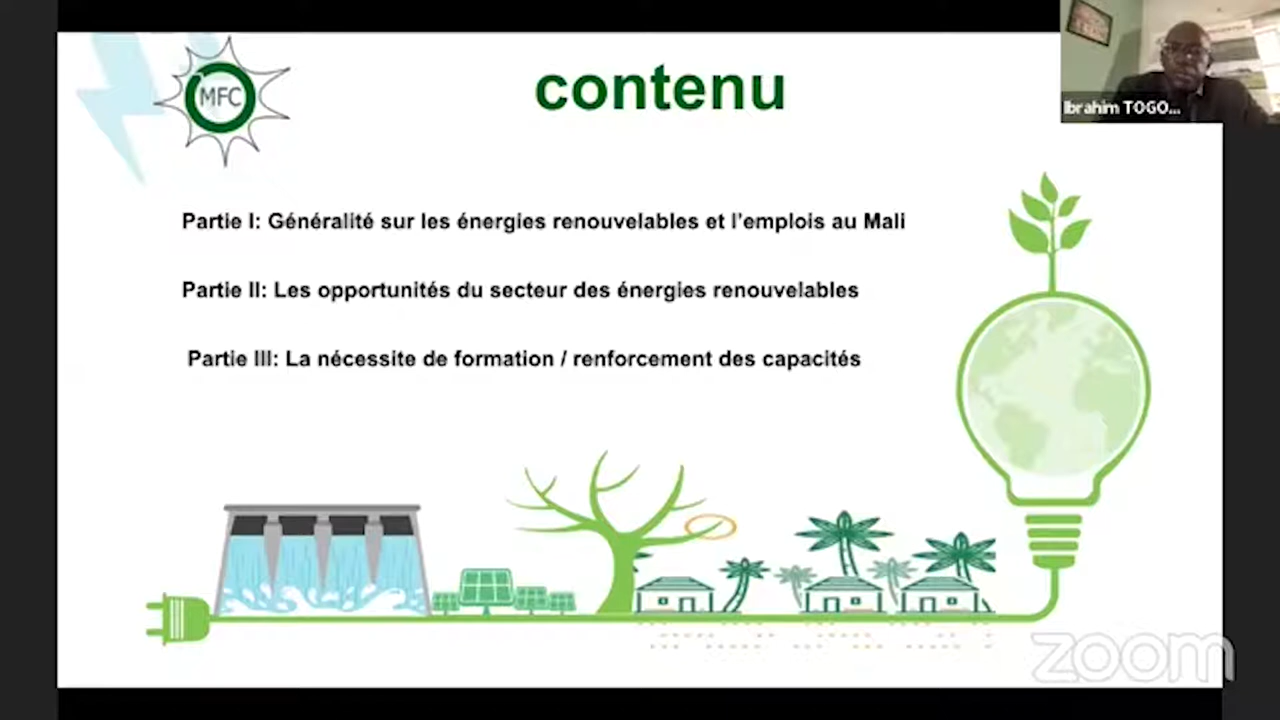 MFC
contenu
Ibrahim TOGO...
Partie I: Généralité sur les énergies renouvelables et l'emplois au Mali
Partie II: Les opportunités du secteur des énergies renouvelables
Partie III: La nécessite de formation / renforcement des capacités
zoom